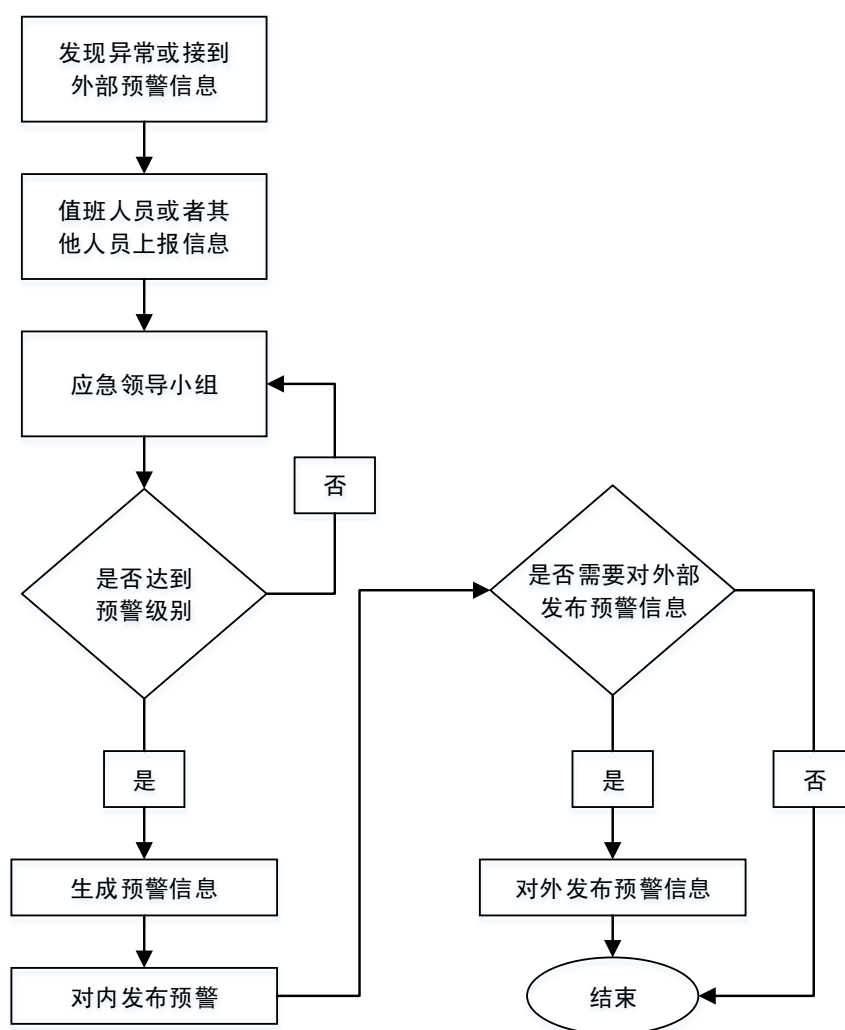 发现异常或接到
外部预警信息
值班人员或者其
他人员上报信息
应急领导小组
否
是否达到
预警级别
是
生成预警信息
对内发布预警
是否需要对外部
发布预警信息
是
否
对外发布预警信息
结束